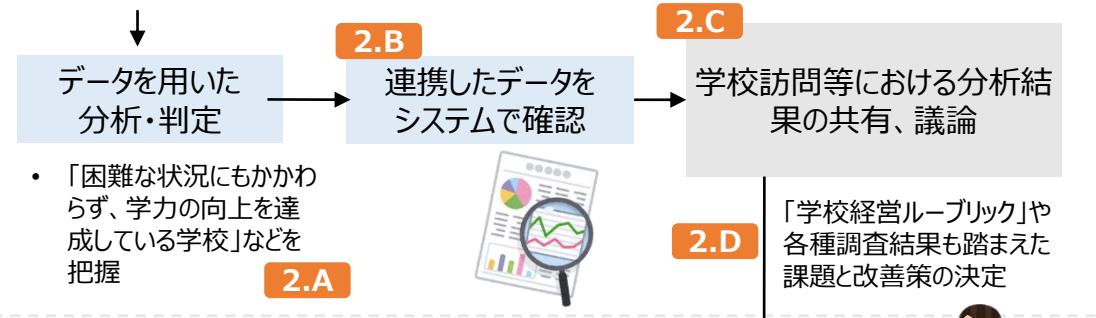 2.B
2.C
データを用いた
分析・判定
連携したデータを
システムで確認
学校訪問等における分析結
果の共有、議論
• 「困難な状況にもかかわ
らず、学力の向上を達
成している学校」などを
把握
2.A
2.D
「学校経営ルーブリック」や
各種調査結果も踏まえた
課題と改善策の決定